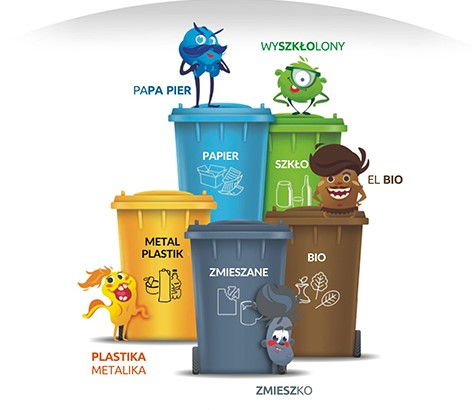 WYSZKŁOLONY
PAPA PIER
PAPIER
SZKŁO
EL BIO
METAL
PLASTIK
ZMIESZANE
BIO
PLASTIKA
METALIKA
ZMIESZKO